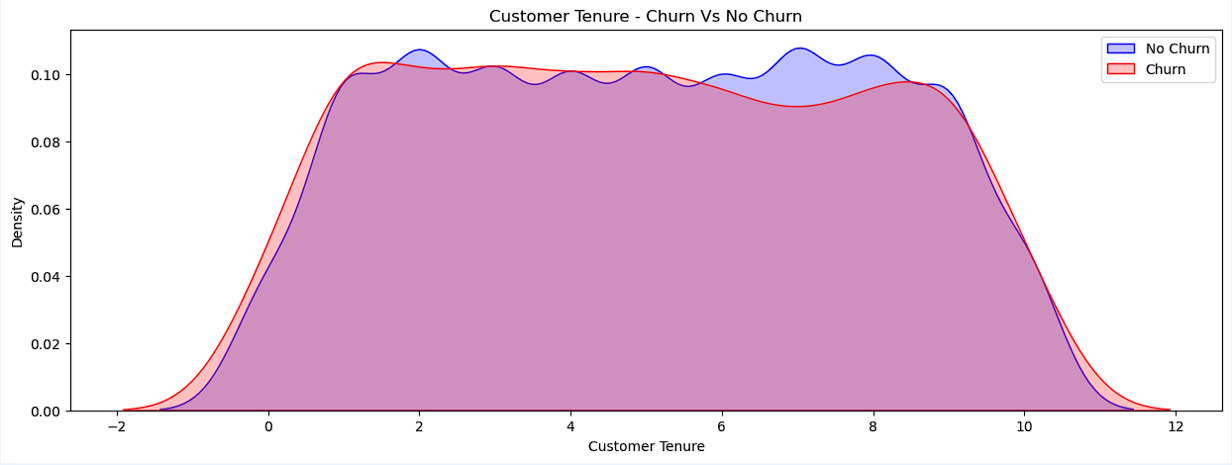 Customer Tenure - Churn Vs No Churn
No Churn
Churn
Density
0.10
0.08
0.06
0.04
0.02
0.00
−2 0 2 4 6 8 10 12
Customer Tenure